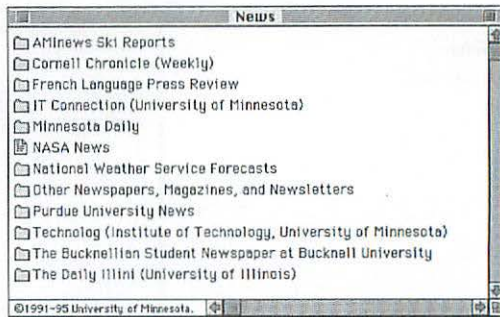 News
AMInews Ski Reports
Cornell Chronicle (Weekly)
French Language Press Review
IT Connection (University of Minnesota)
Minnesota Daily
NASA News
National Weather Service Forecasts
Other Newspapers, Magazines, and Newsletters
Purdue University News
Technolog (Institute of Technology, University of Minnesota)
The Bucknellian Student Newspaper at Bucknell University
The Daily Illini (University of Illinois)
©1991-95 University of Minnesota.